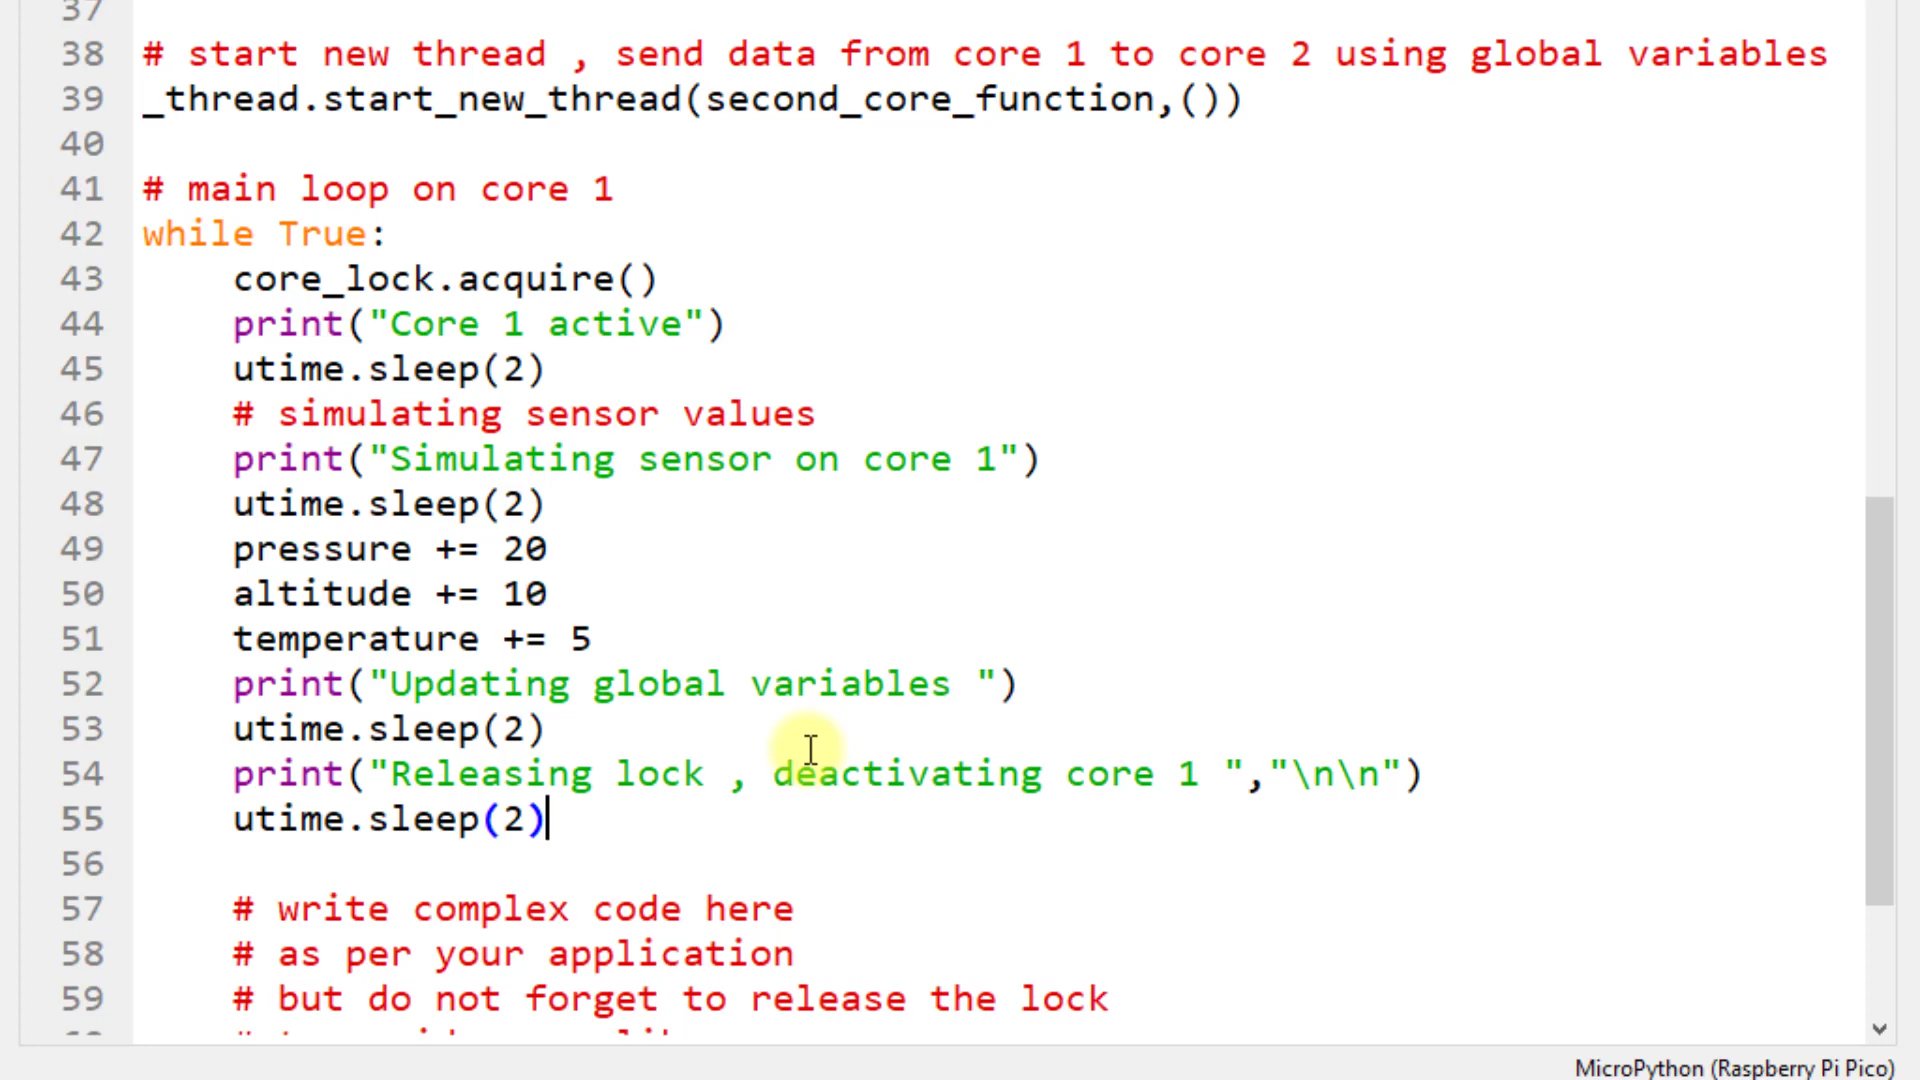 37
38 # start new thread , send data from core 1 to core 2 using global variables
39 _thread.start_new_thread(second_core_function,())
40
41 # main loop on core 1
42 while True:
43     core_lock.acquire()
44     print("Core 1 active")
45     utime.sleep(2)
46     # simulating sensor values
47     print("Simulating sensor on core 1")
48     utime.sleep(2)
49     pressure += 20
50     altitude += 10
51     temperature += 5
52     print("Updating global variables ")
53     utime.sleep(2)
54     print("Releasing lock , deactivating core 1 ","\n\n")
55     utime.sleep(2)
56
57     # write complex code here
58     # as per your application
59     # but do not forget to release the lock
MicroPython (Raspberry Pi Pico)